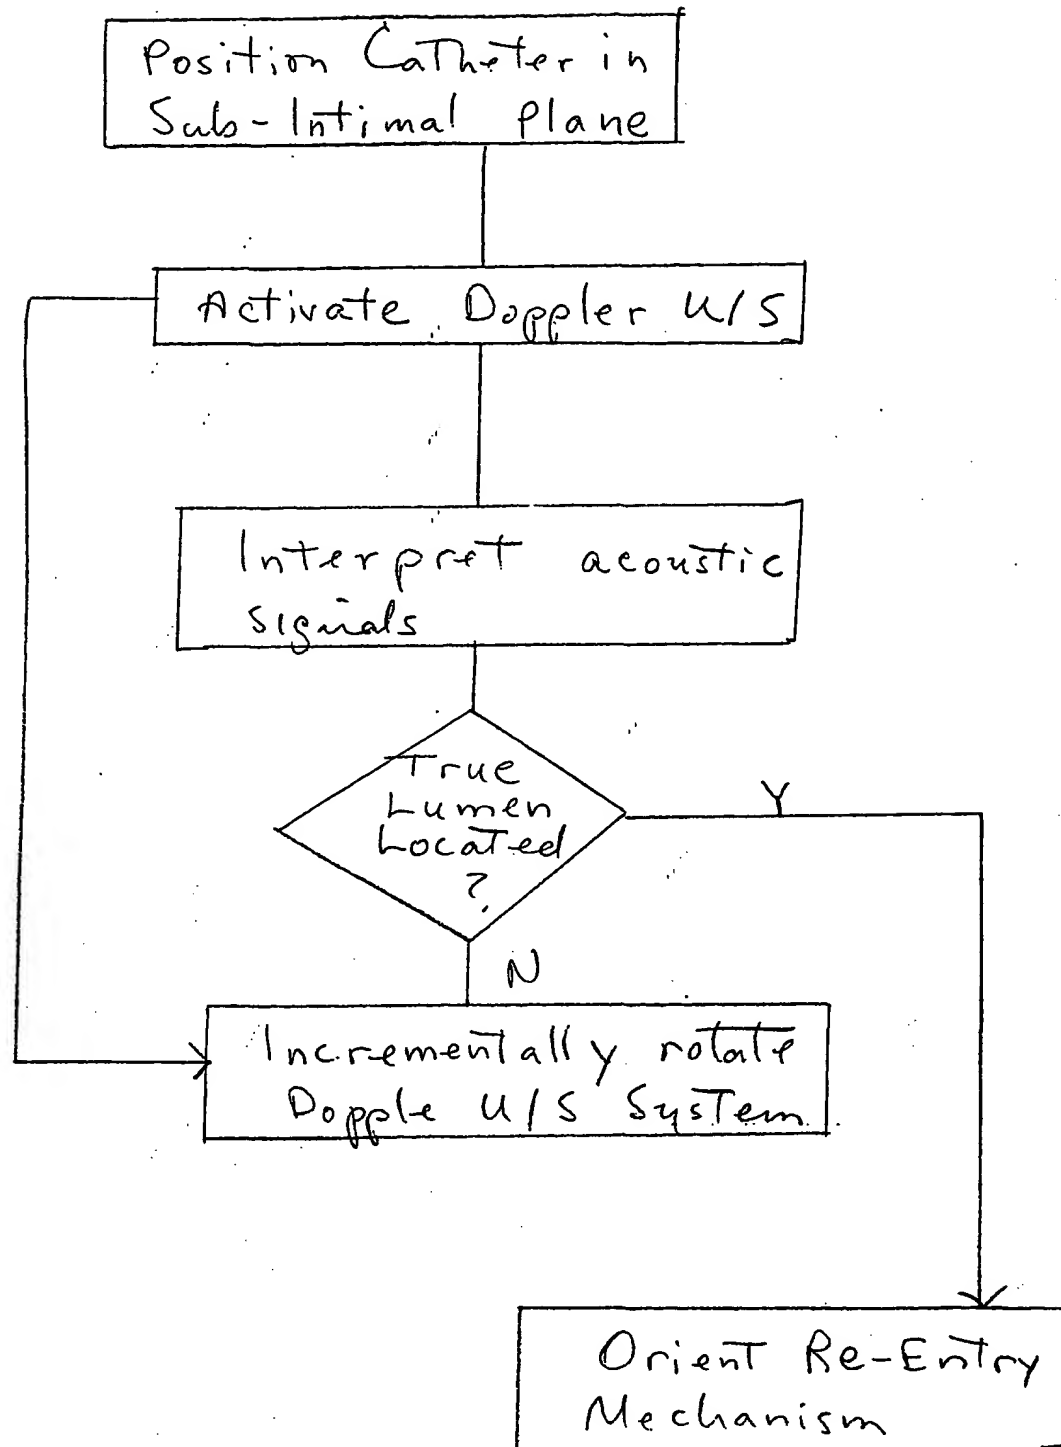 Position Catheter in
Sub-Intimal Plane
Activate Doppler U/S
Interpret acoustic
signals
True
Lumen
Located
?
Y
N
Incrementally rotate
Dopple U/S System
Orient Re-Entry
Mechanism